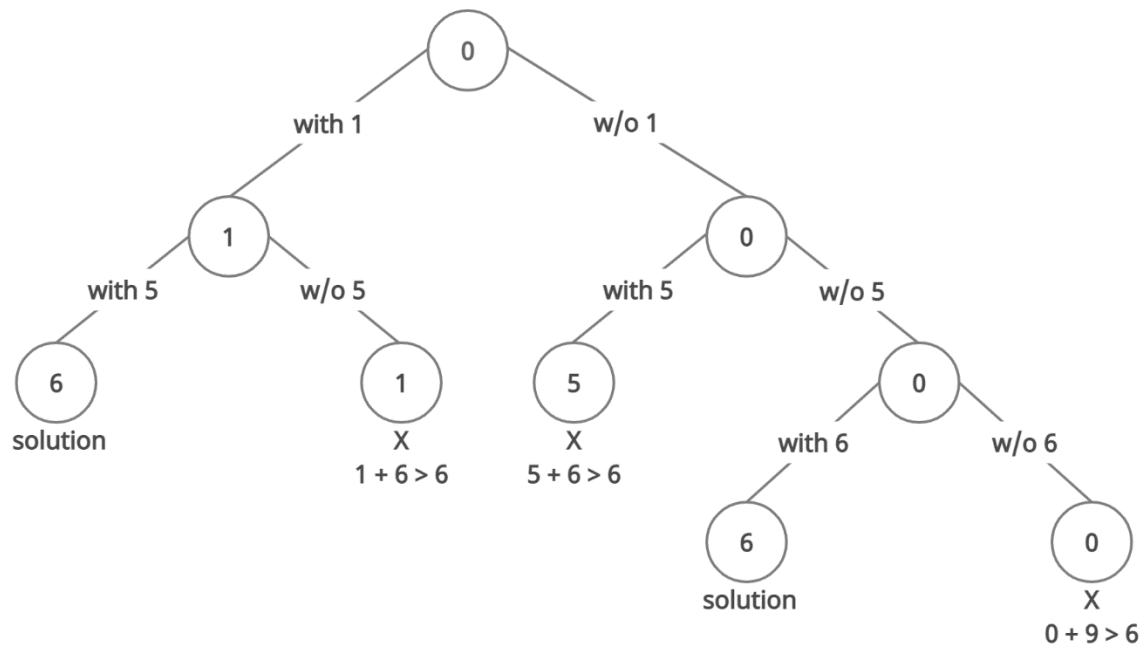 0
with 1
w/o 1
1
0
with 5
w/o 5
with 5
w/o 5
6
1
5
0
solution
X
1 + 6 > 6
X
5 + 6 > 6
with 6
w/o 6
6
0
solution
X
0 + 9 > 6